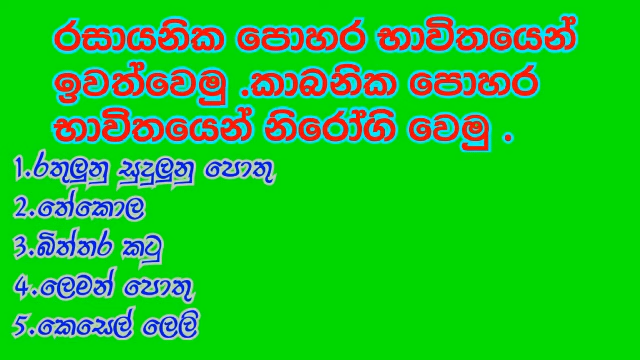 රසායනික පොහර භාවිතයෙන්
ඉවත්වෙමු .කාබනික පොහර
භාවිතයෙන් නිරෝගි වෙමු .
1.රතුලූනු සුදුලූනු පොතු
2.තේකොල
3.බිත්තර කටු
4.ලෙමන් පොතු
5.කෙසෙල් ලෙලි